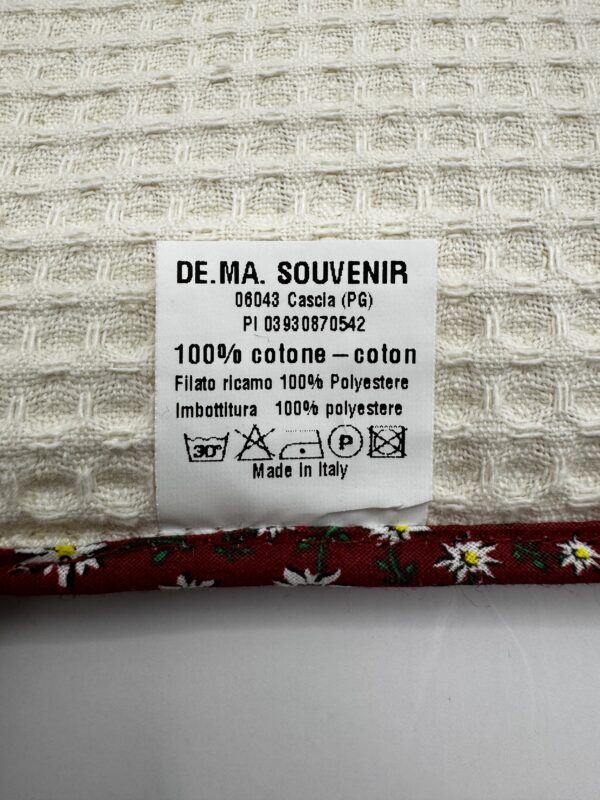 DE.MA. SOUVENIR
06043 Cascia (PG)
PI 03930870542
100% cotone – coton
Filato ricamo 100% Polyestere
Imbottitura 100% polyestere
30° P
Made In Italy